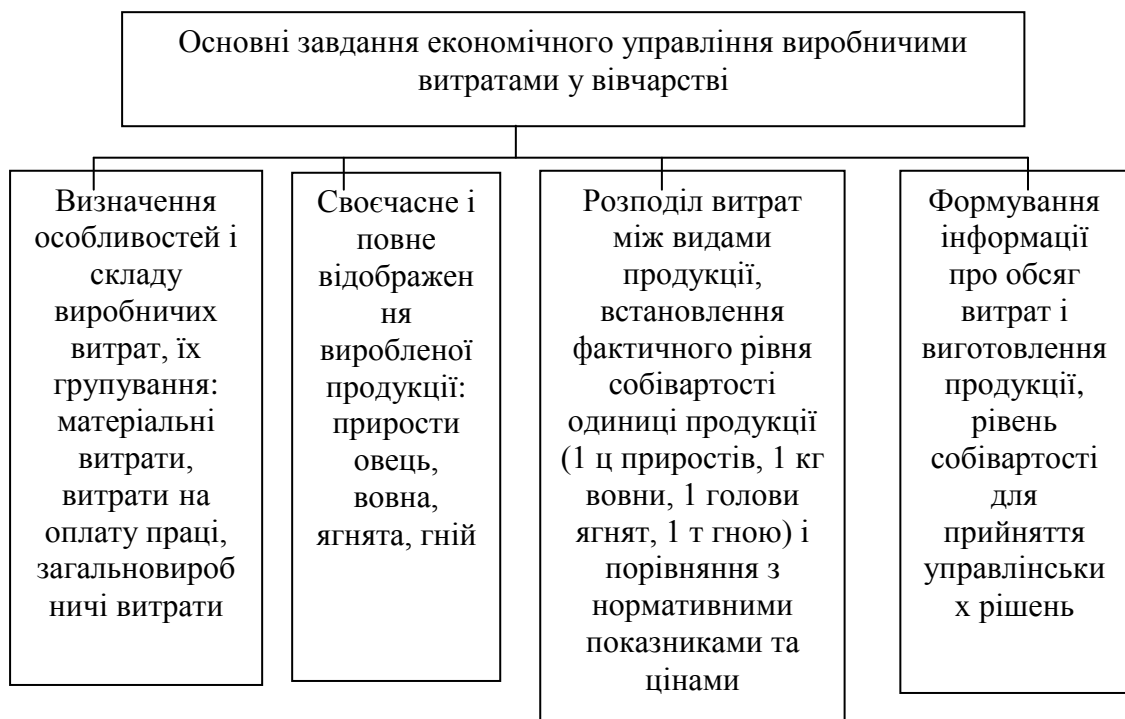 Основні завдання економічного управління виробничими
витратами у вівчарстві
Визначення
особливостей і
складу
виробничих
витрат, їх
групування:
матеріальні
витрати,
витрати на
оплату праці,
загальновироб
ничі витрати
Своєчасне і
повне
відображен
ня
виробленої
продукції:
прирости
овець,
вовна,
ягнята, гній
Розподіл витрат
між видами
продукції,
встановлення
фактичного рівня
собівартості
одиниці продукції
(1 ц приростів, 1 кг
вовни, 1 голови
ягнят, 1 т гною) і
порівняння з
нормативними
показниками та
цінами
Формування
інформації
про обсяг
витрат і
виготовлення
продукції,
рівень
собівартості
для
прийняття
управлінськи
х рішень